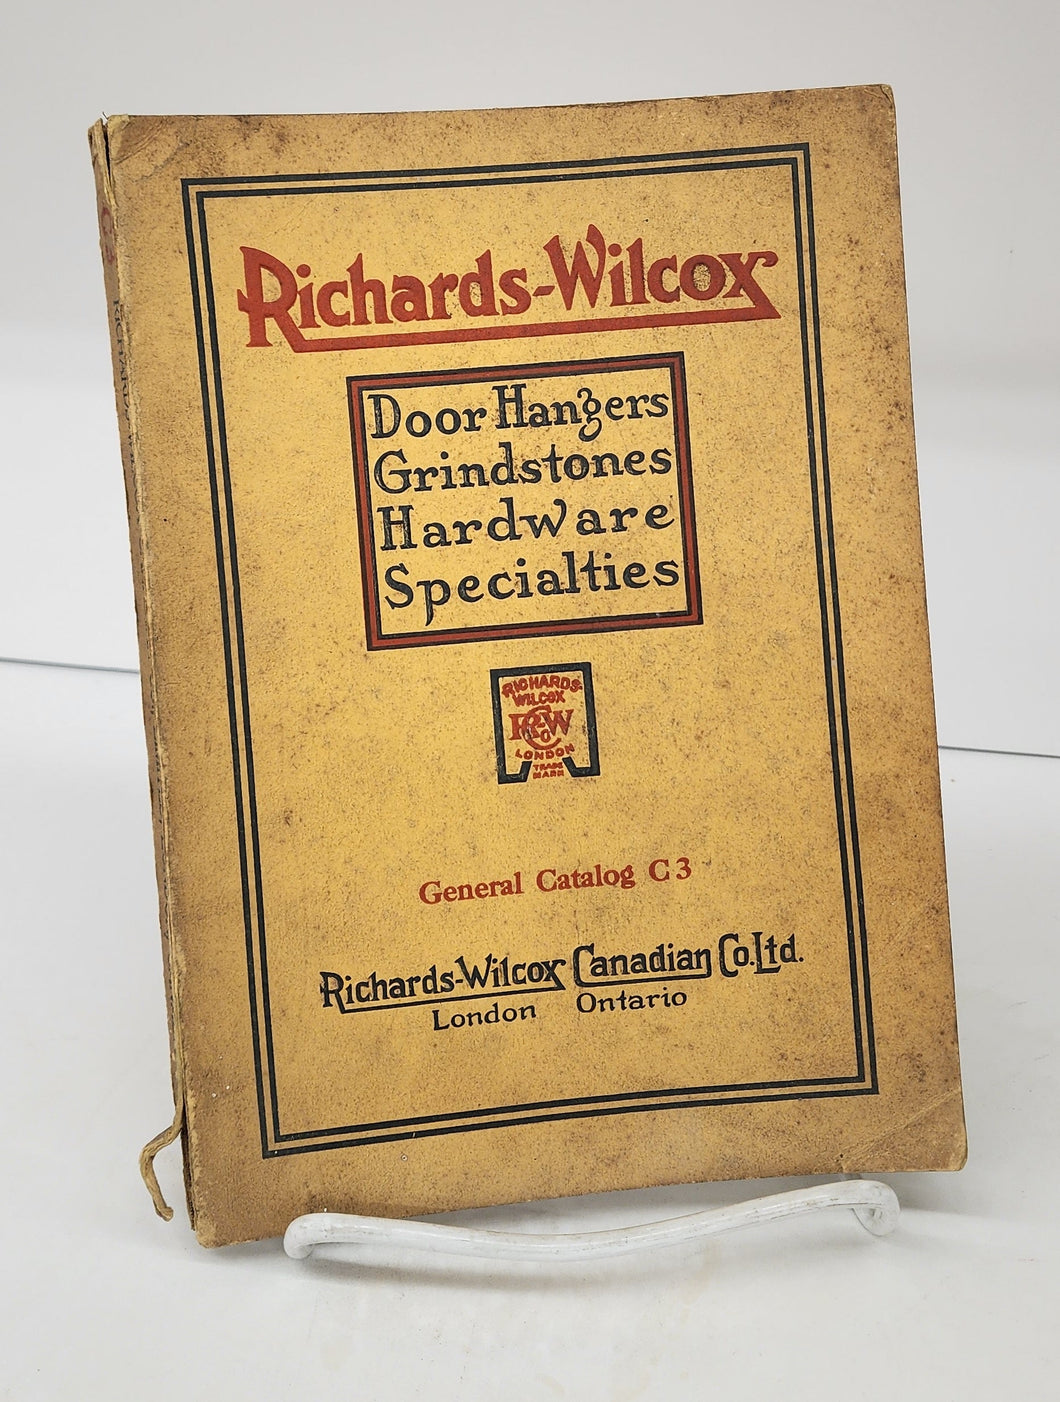 Richards-Wilcox
Door Hangers
Grindstones
Hardware
Specialties
RICHARDS-
WILCOX
R-W
Co
LONDON
TRADE
MARK
General Catalog C3
Richards-Wilcox Canadian Co. Ltd.
London Ontario